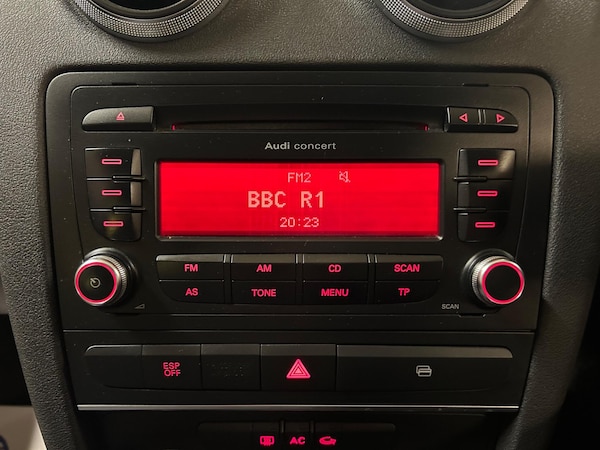 Audi concert
FM2
BBC R1
20:23
FM AM CD SCAN
AS TONE MENU TP
SCAN
ESP
OFF
AC